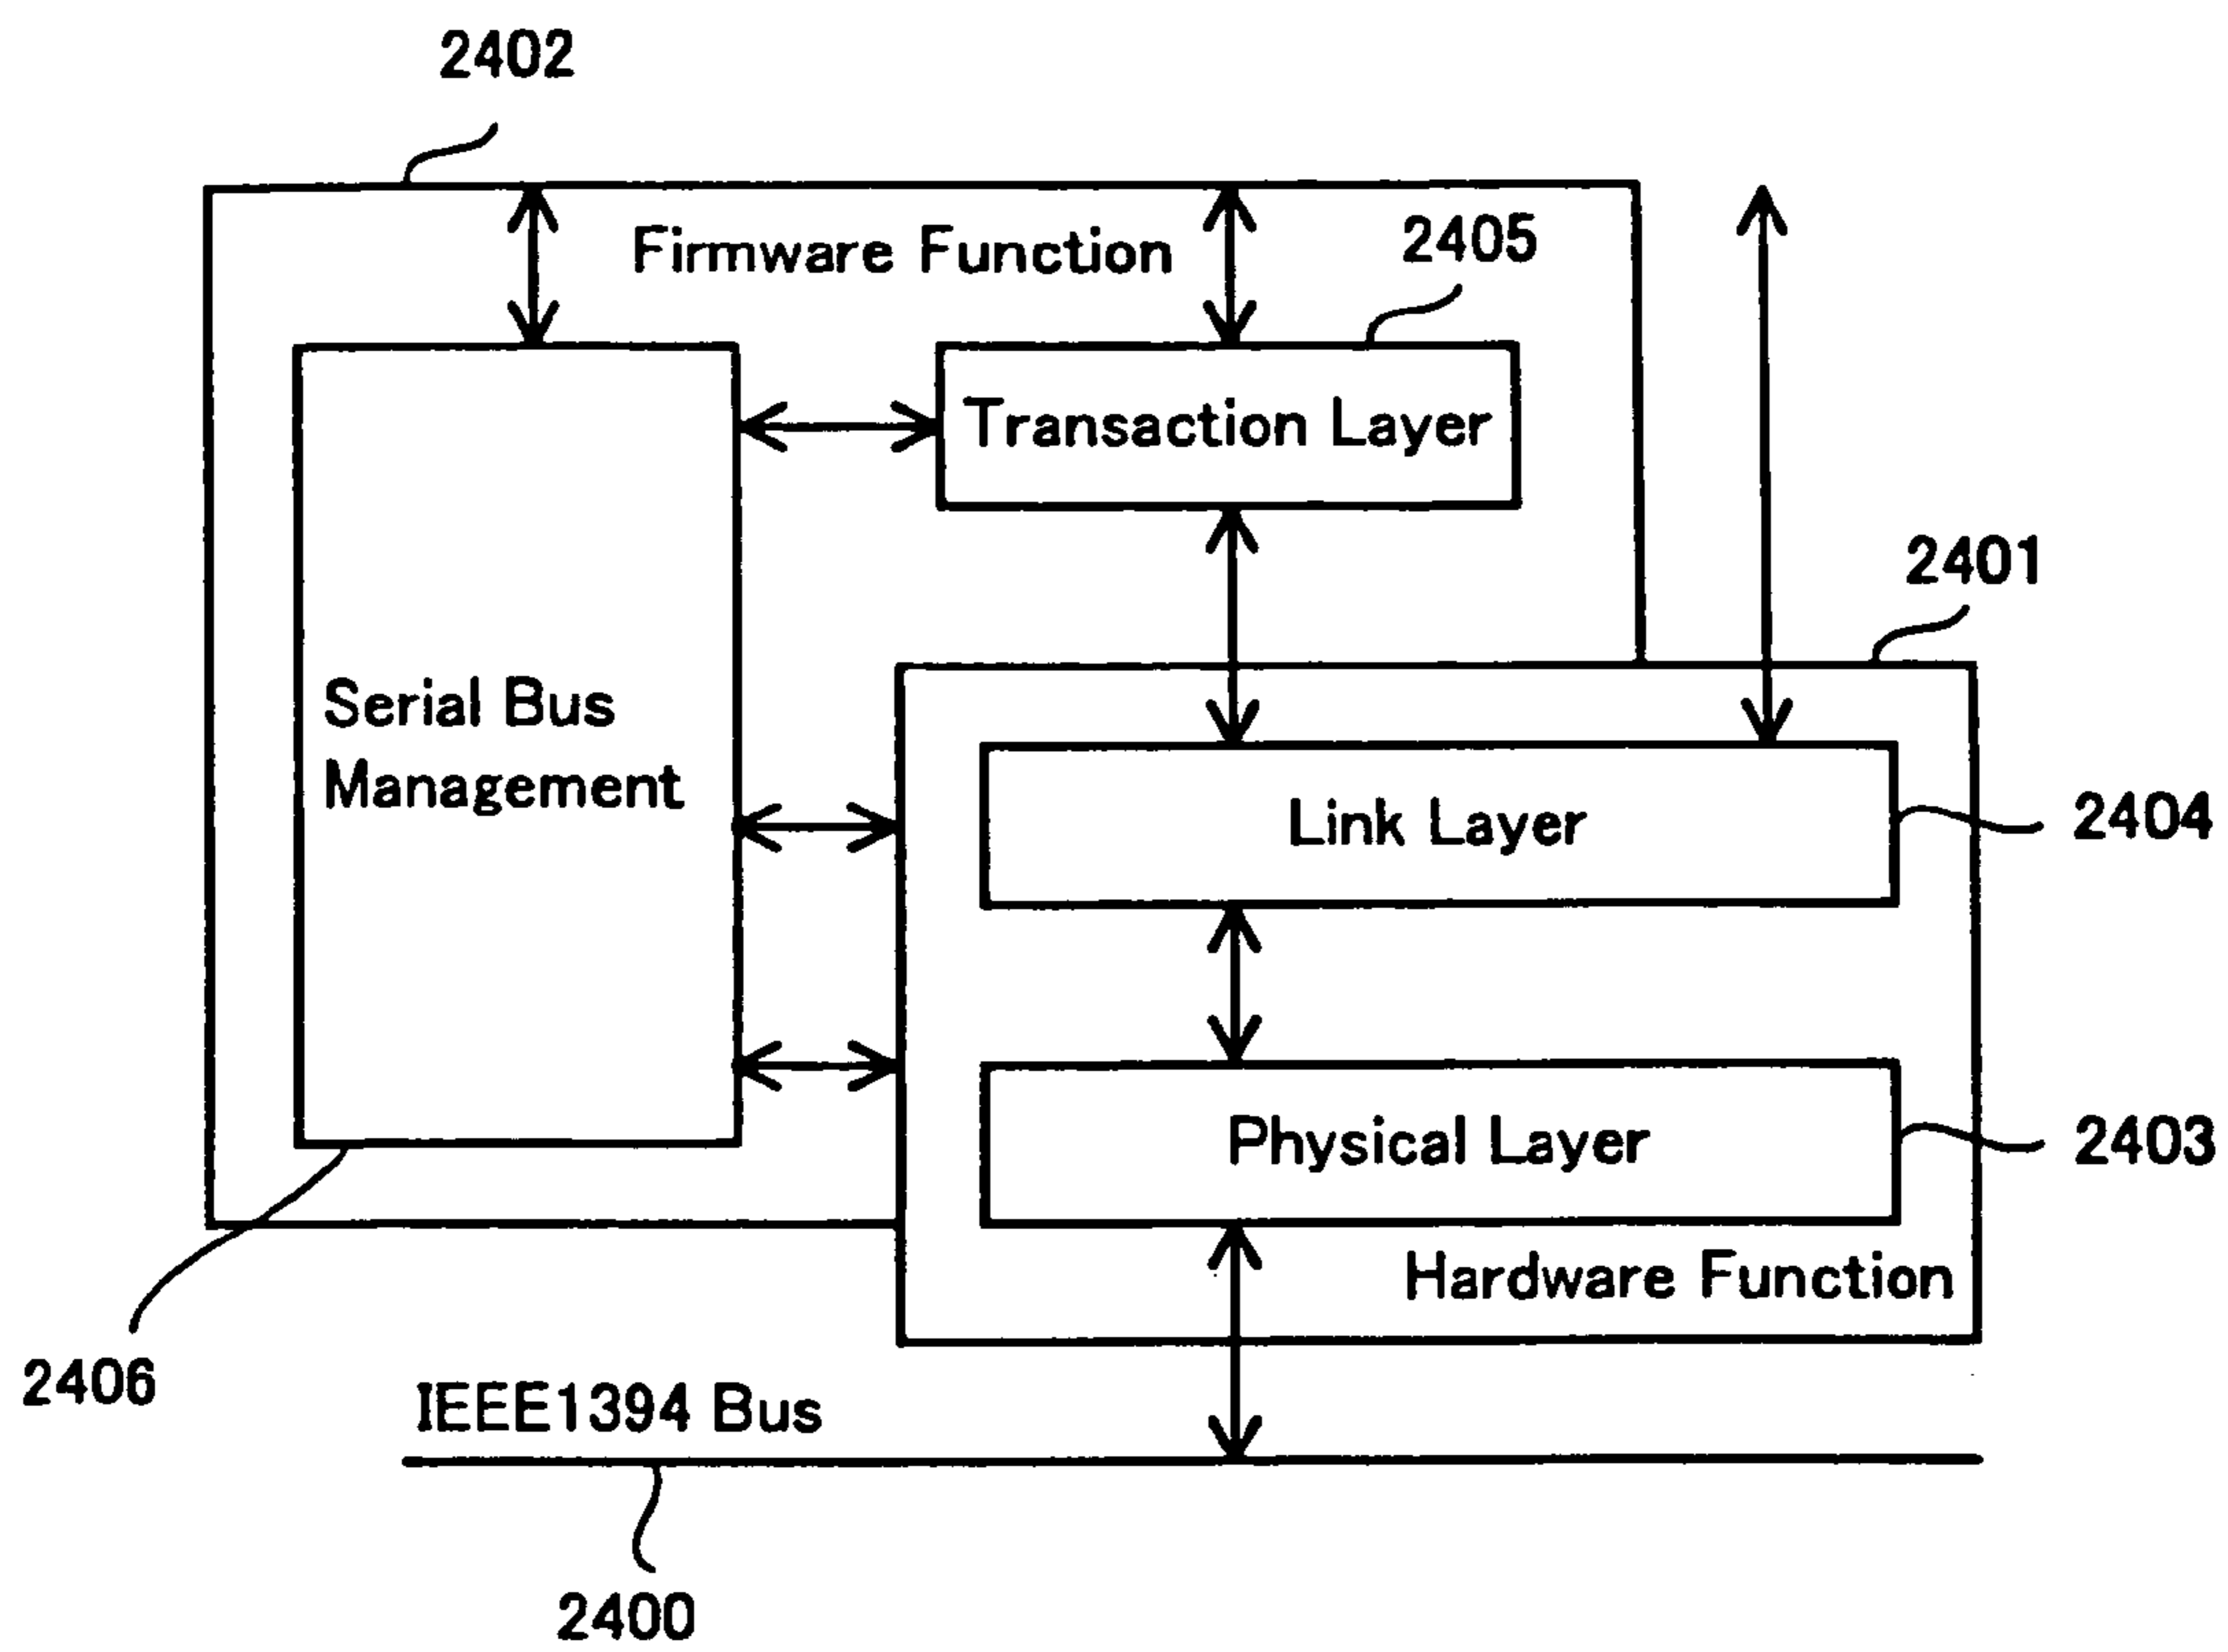 2402
Firmware Function
2405
Transaction Layer
2401
Serial Bus
Management
Link Layer
2404
Physical Layer
2403
Hardware Function
2406
IEEE1394 Bus
2400